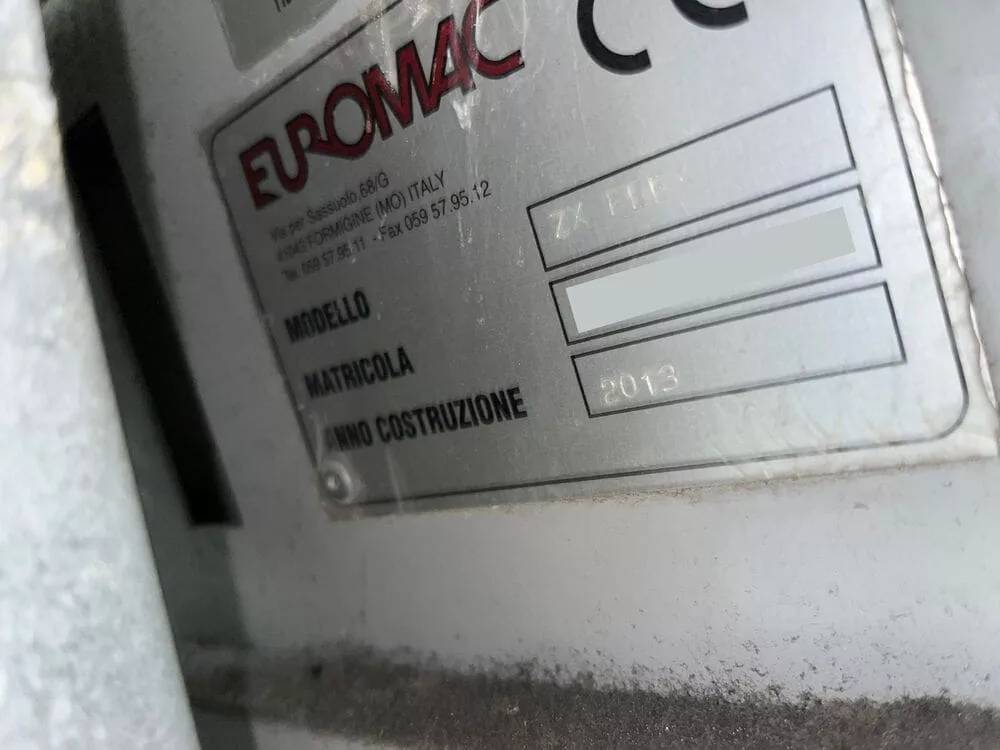 EUROMAC
CE
Via per Sassuolo,68/G
41043 FORMIGINE (MO) ITALY
Tel. 059 57.95.11 - Fax 059 57.95.12
MODELLO ZX FLEX
MATRICOLA
ANNO COSTRUZIONE 2013